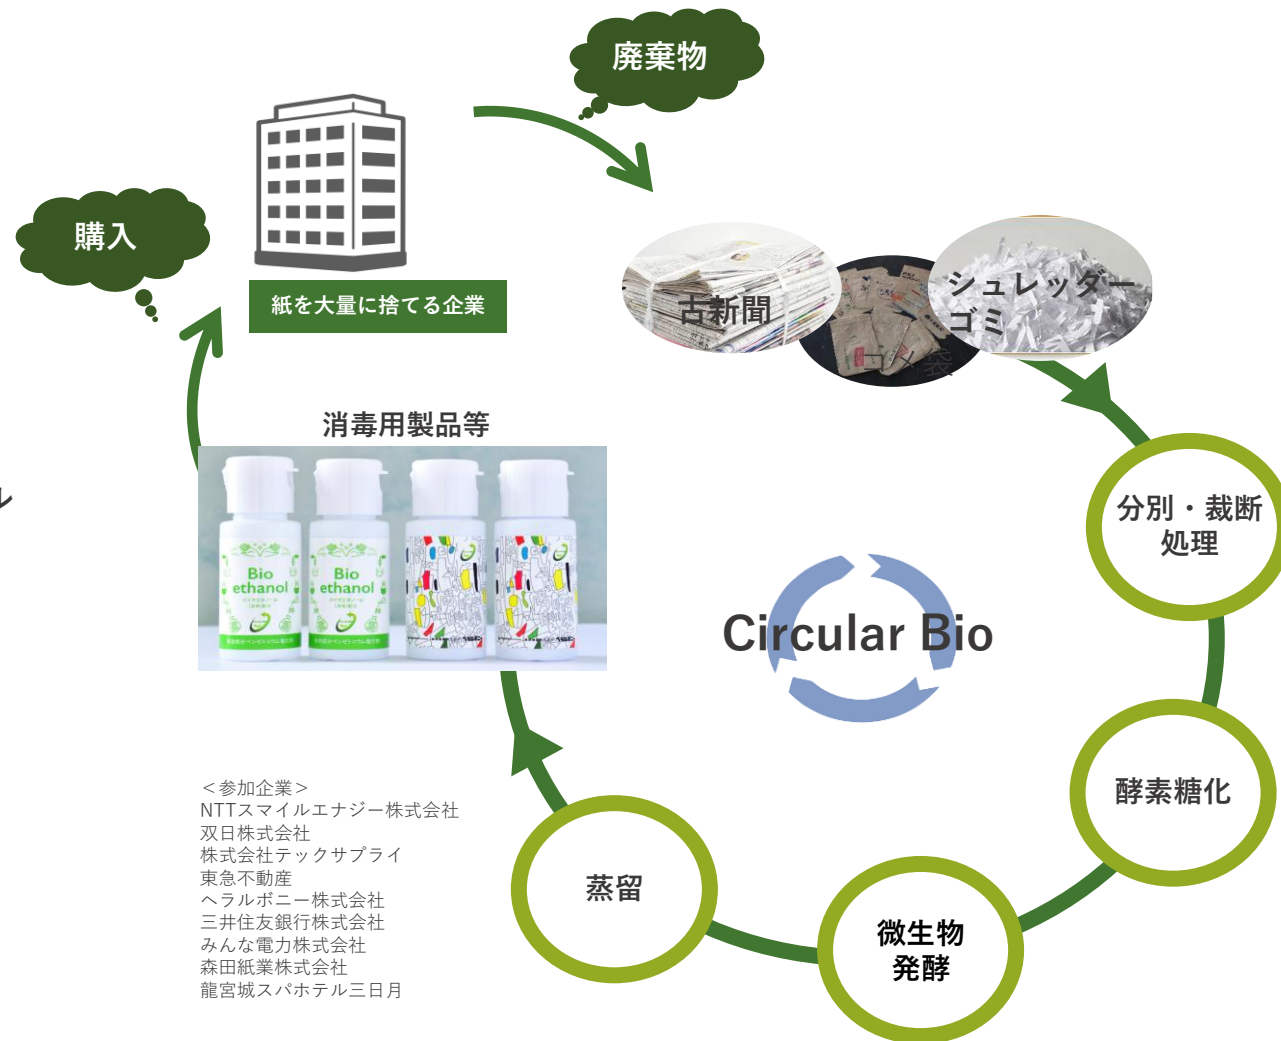 廃棄物
購入
紙を大量に捨てる企業
古新聞
コメ袋
シュレッダー
ゴミ
消毒用製品等
ル
Bio
ethanol
Bio
ethanol
分別・裁断
処理
Circular Bio
酵素糖化
微生物
発酵
蒸留
＜参加企業＞
NTTスマイルエナジー株式会社
双日株式会社
株式会社テックサプライ
東急不動産
ヘラルボニー株式会社
三井住友銀行株式会社
みんな電力株式会社
森田紙業株式会社
龍宮城スパホテル三日月